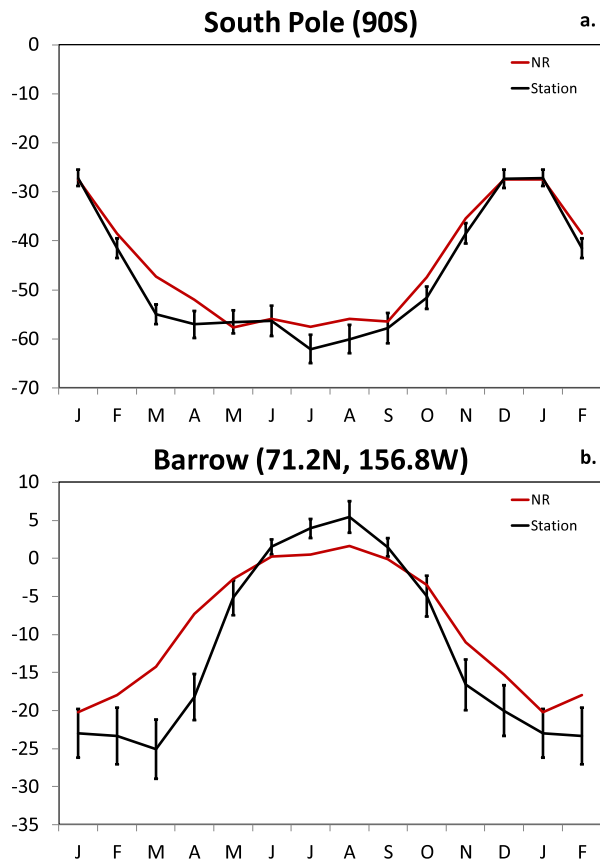 South Pole (90S)
a.
0
-10
-20
-30
-40
-50
-60
-70
NR
Station
J F M A M J J A S O N D J F
Barrow (71.2N, 156.8W)
b.
10
5
0
-5
-10
-15
-20
-25
-30
-35
NR
Station
J F M A M J J A S O N D J F